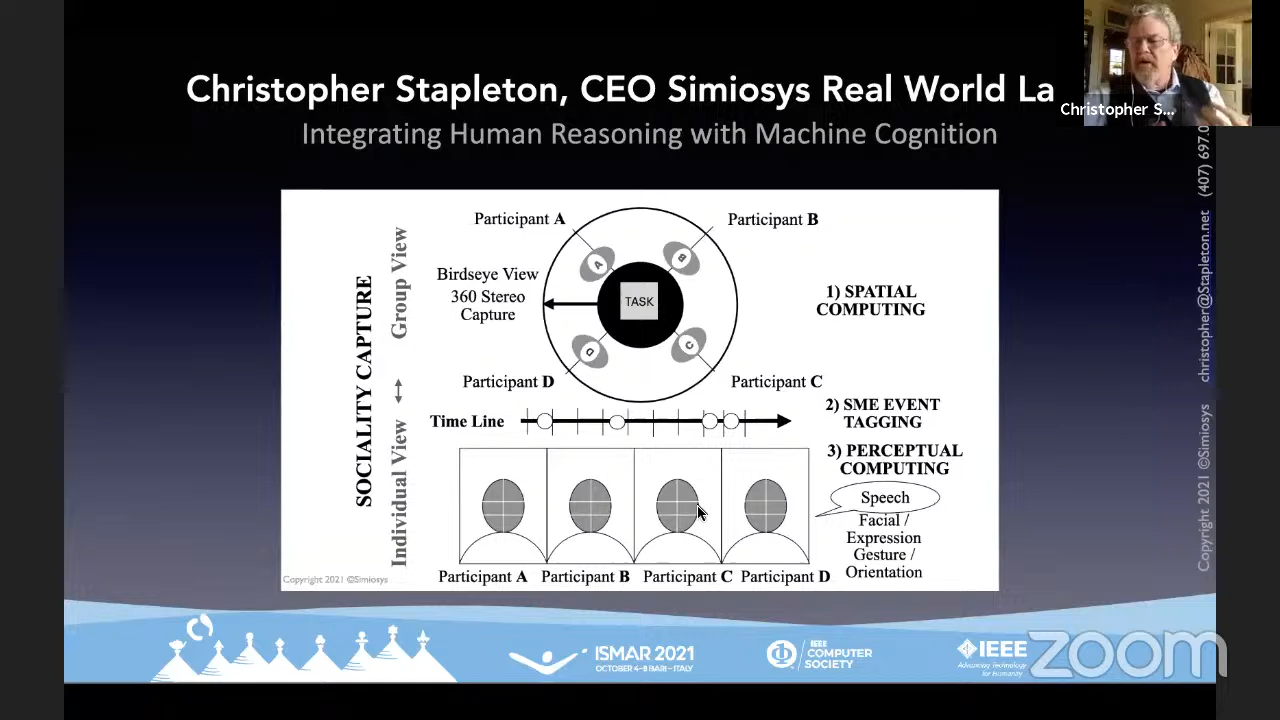 Christopher Stapleton, CEO Simiosys Real World La
Christopher S...
Integrating Human Reasoning with Machine Cognition
SOCIALITY CAPTURE
Group View
Individual View
Participant A
Participant B
A
B
Birdseye View
360 Stereo
Capture
TASK
D
C
Participant D
Participant C
1) SPATIAL
COMPUTING
Time Line
2) SME EVENT
TAGGING
3) PERCEPTUAL
COMPUTING
Speech
Facial /
Expression
Gesture /
Orientation
Participant A
Participant B
Participant C
Participant D
Copyright 2021 ©Simiosys
Copyright 2021 ©Simiosys christopher@Stapleton.net (407) 697.0
ISMAR 2021
OCTOBER 4-8 BARI - ITALY
IEEE
COMPUTER
SOCIETY
IEEE
Advancing Technology
for Humanity
zoom